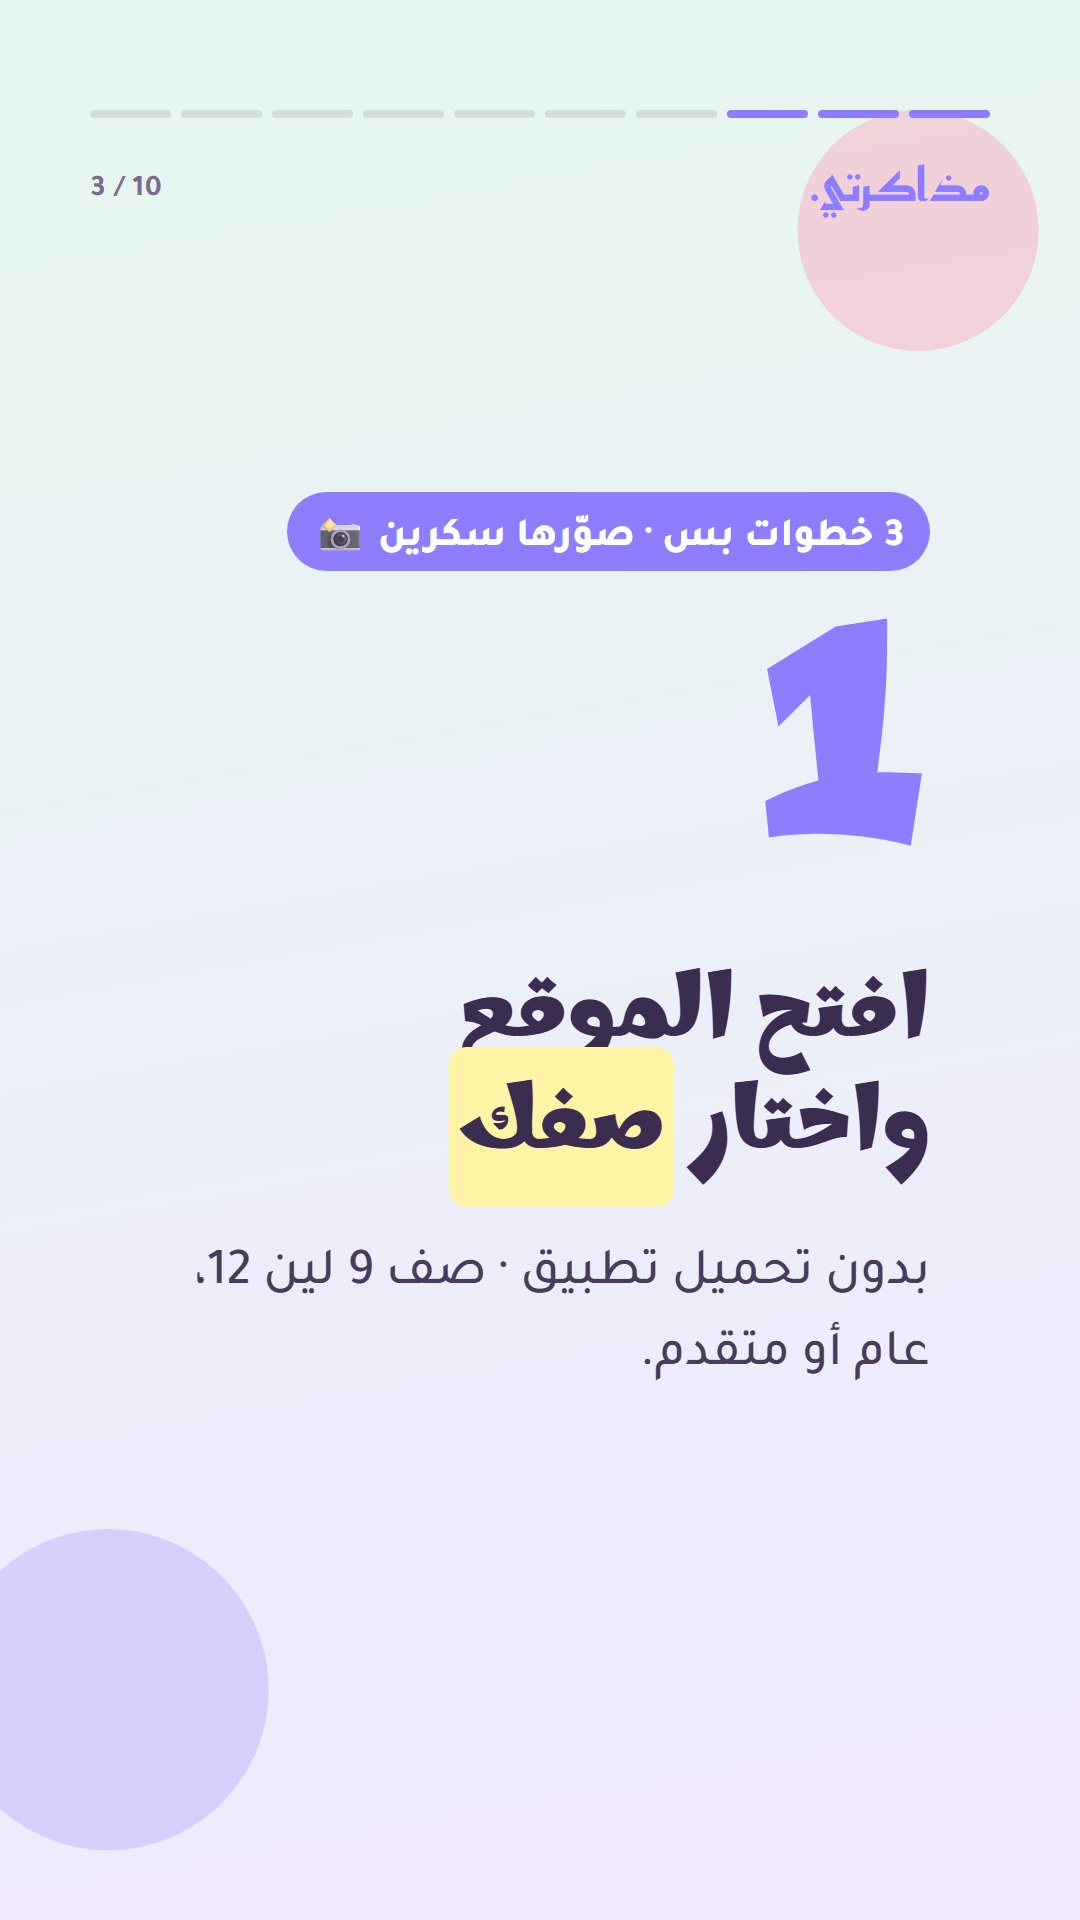 مذاكرتي.
3 / 10
3 خطوات بس · صوّرها سكرين 📸
1
افتح الموقع
واختار صفك
بدون تحميل تطبيق · صف 9 لين 12،
عام أو متقدم.